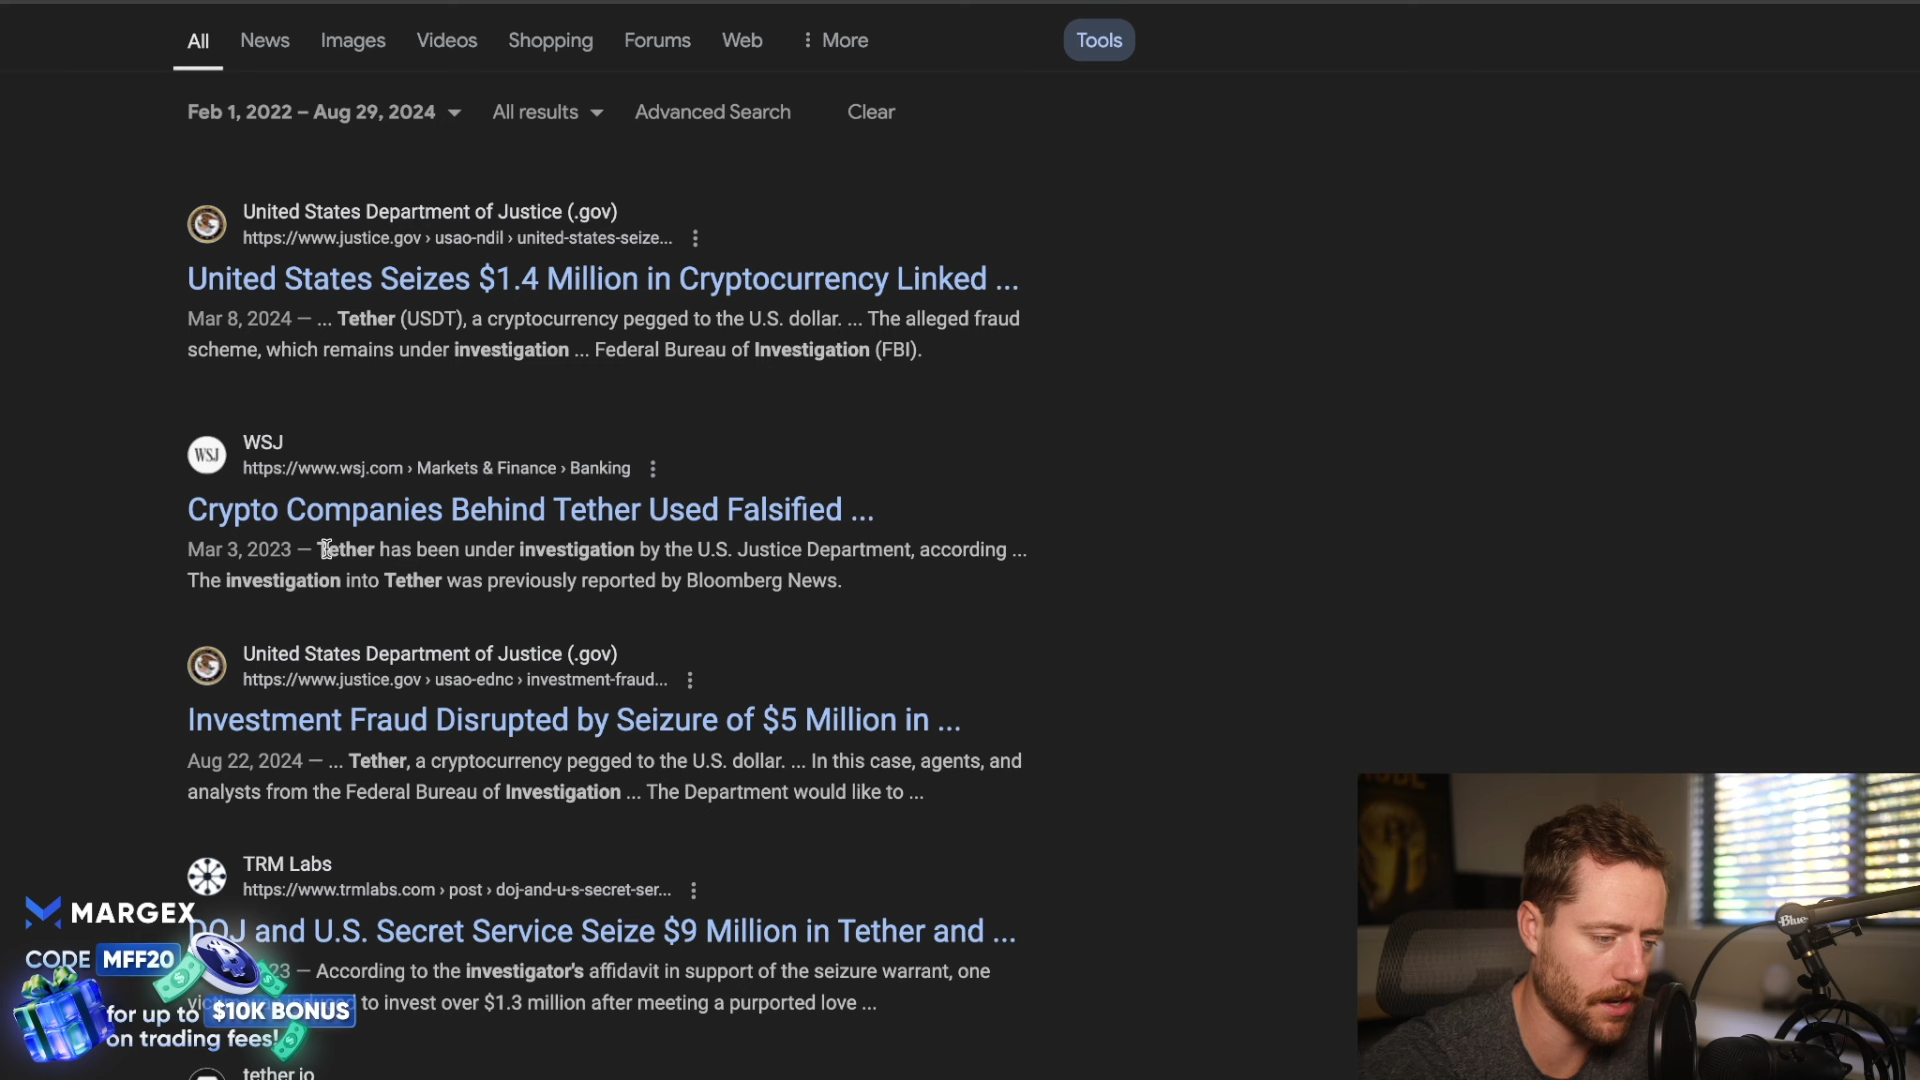 All News Images Videos Shopping Forums Web More Tools
Feb 1, 2022 – Aug 29, 2024 All results Advanced Search Clear
United States Department of Justice (.gov)
https://www.justice.gov › usao-ndil › united-states-seize...
United States Seizes $1.4 Million in Cryptocurrency Linked ...
Mar 8, 2024 — ... Tether (USDT), a cryptocurrency pegged to the U.S. dollar. ... The alleged fraud
scheme, which remains under investigation ... Federal Bureau of Investigation (FBI).
WSJ
WSJ
https://www.wsj.com › Markets & Finance › Banking
Crypto Companies Behind Tether Used Falsified ...
Mar 3, 2023 — Tether has been under investigation by the U.S. Justice Department, according ...
The investigation into Tether was previously reported by Bloomberg News.
United States Department of Justice (.gov)
https://www.justice.gov › usao-ednc › investment-fraud...
Investment Fraud Disrupted by Seizure of $5 Million in ...
Aug 22, 2024 — ... Tether, a cryptocurrency pegged to the U.S. dollar. ... In this case, agents, and
analysts from the Federal Bureau of Investigation ... The Department would like to ...
TRM Labs
https://www.trmlabs.com › post › doj-and-u-s-secret-ser...
DOJ and U.S. Secret Service Seize $9 Million in Tether and ...
23 — According to the investigator's affidavit in support of the seizure warrant, one
to invest over $1.3 million after meeting a purported love ...
tether.io
MARGEX
CODE MFF20
for up to $10K BONUS
on trading fees!
Blue